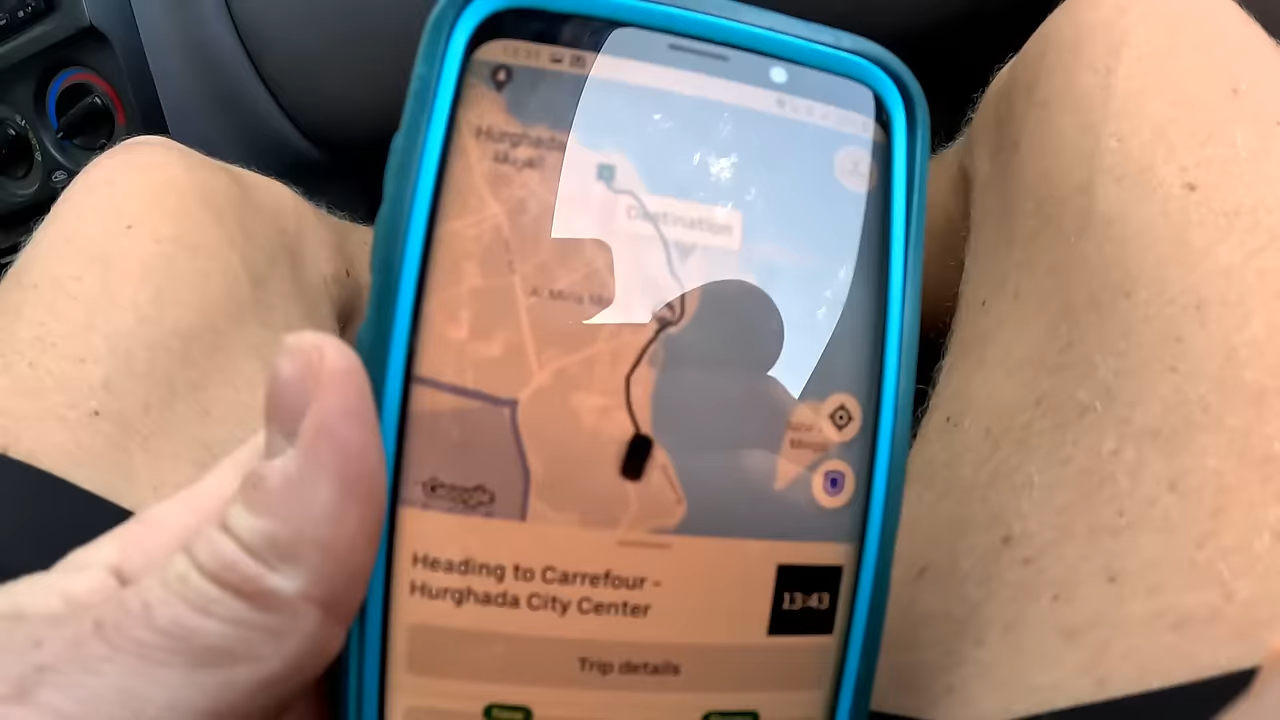 Hurghada
الغردقة
Destination
Google
Heading to Carrefour -
Hurghada City Center
13:43
Trip details